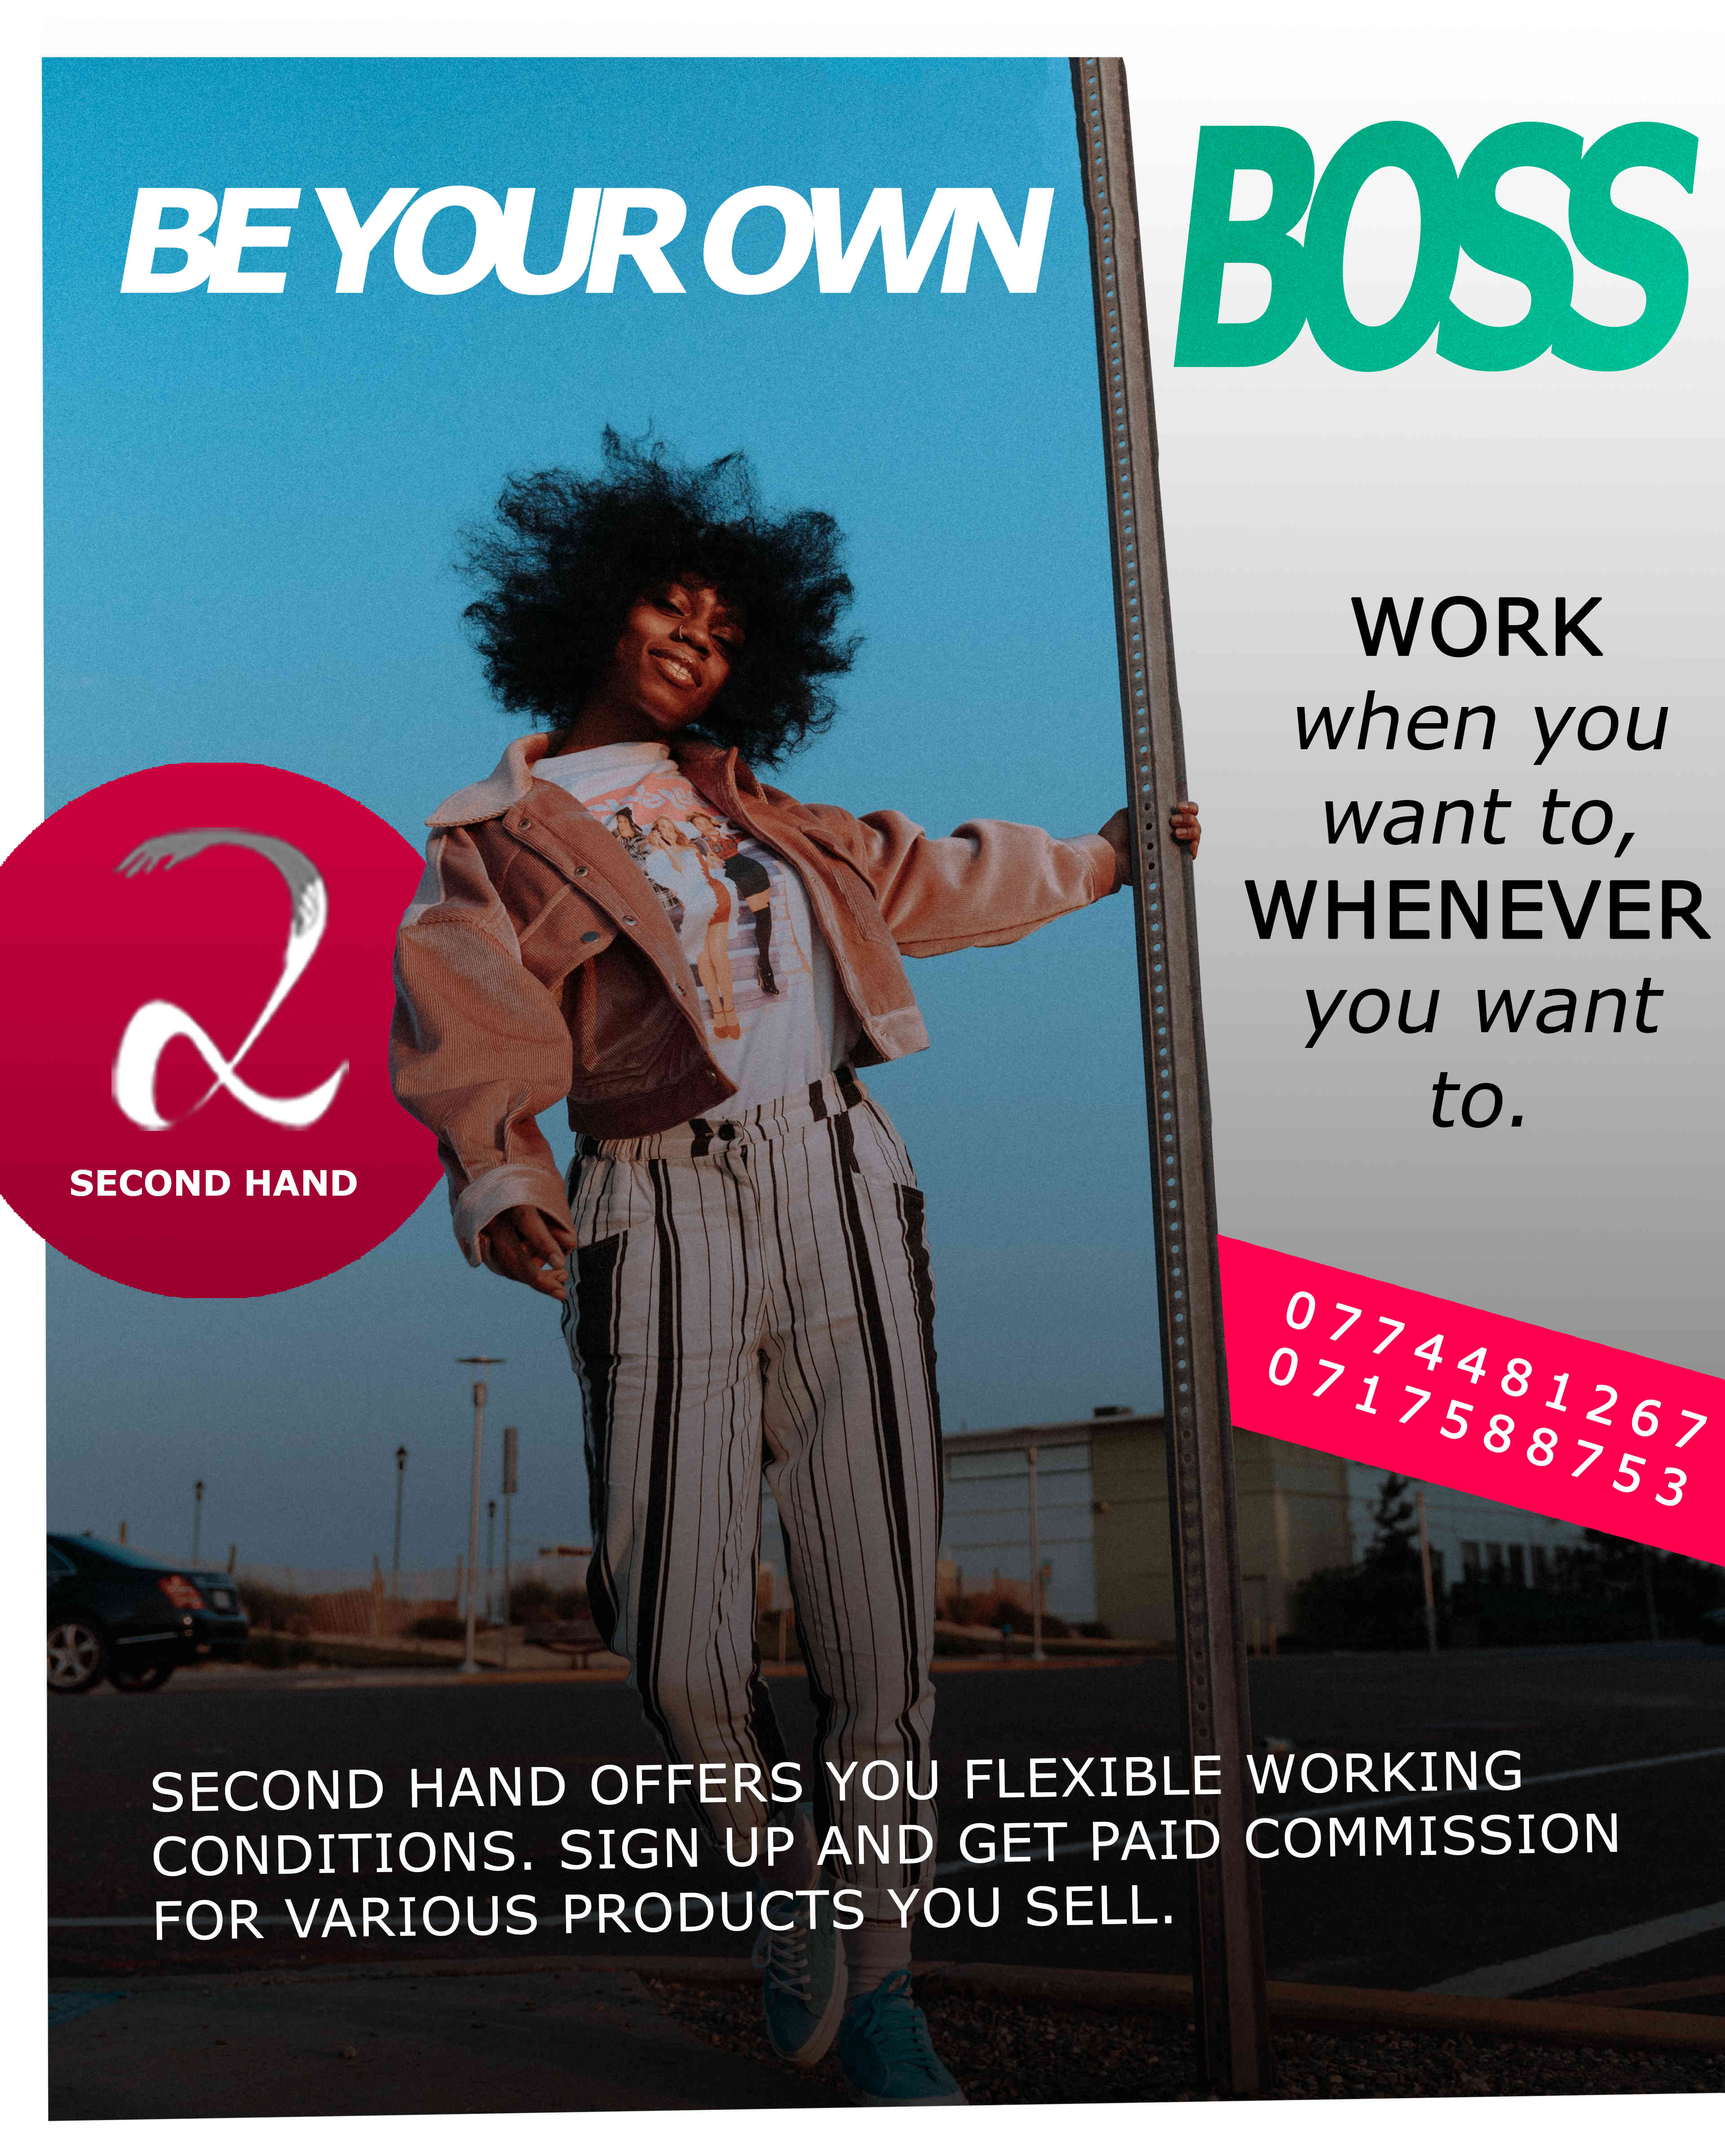 BE YOUR OWN BOSS
WORK
when you
want to,
WHENEVER
you want
to.
2
SECOND HAND
0774481267
0717588753
SECOND HAND OFFERS YOU FLEXIBLE WORKING
CONDITIONS. SIGN UP AND GET PAID COMMISSION
FOR VARIOUS PRODUCTS YOU SELL.